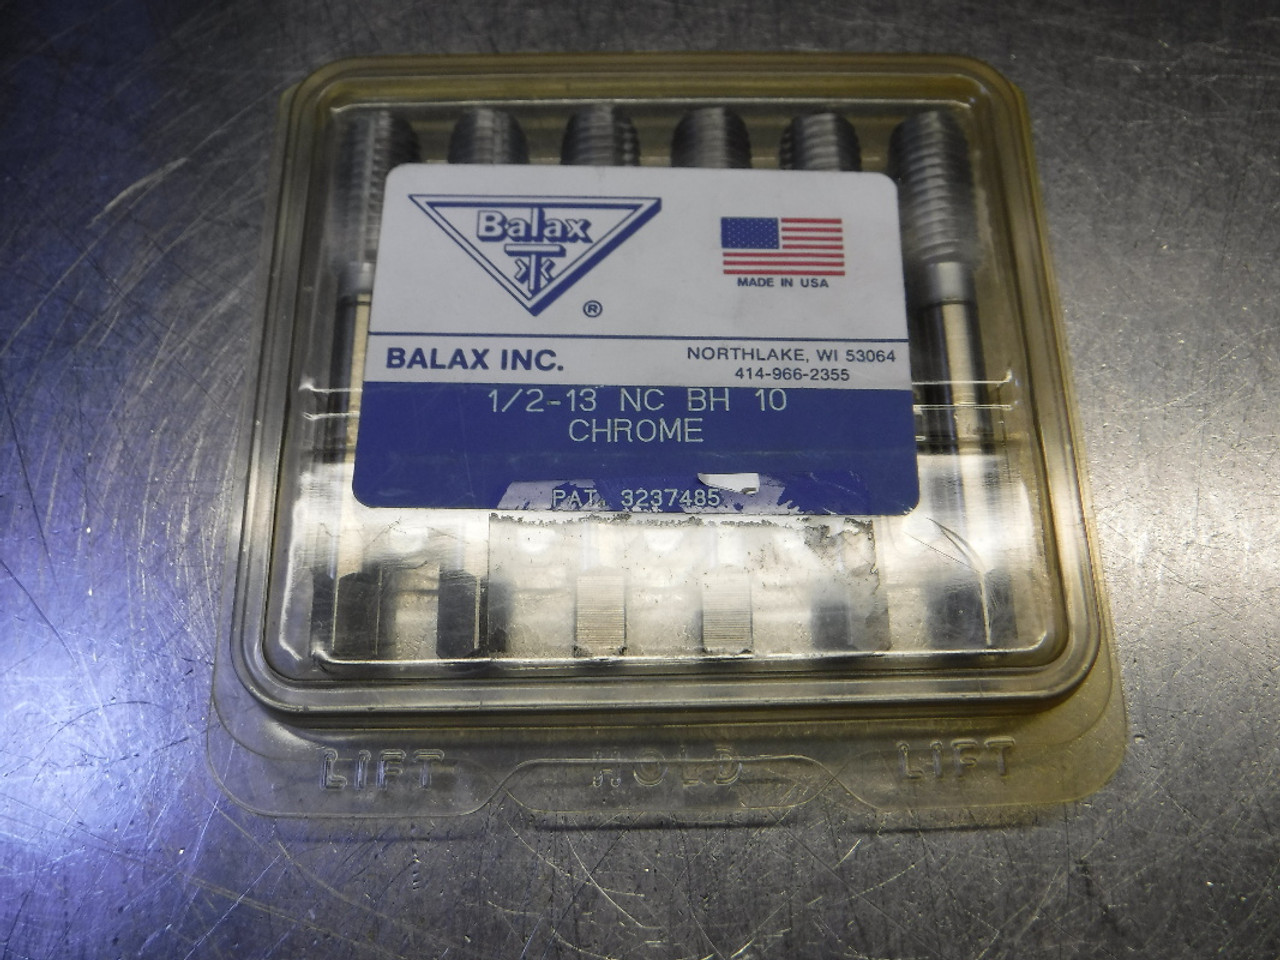 Balax
®
MADE IN USA
BALAX INC.
NORTHLAKE, WI 53064
414-966-2355
1/2-13 NC BH 10
CHROME
PAT. 3237485
LIFT HOLD LIFT